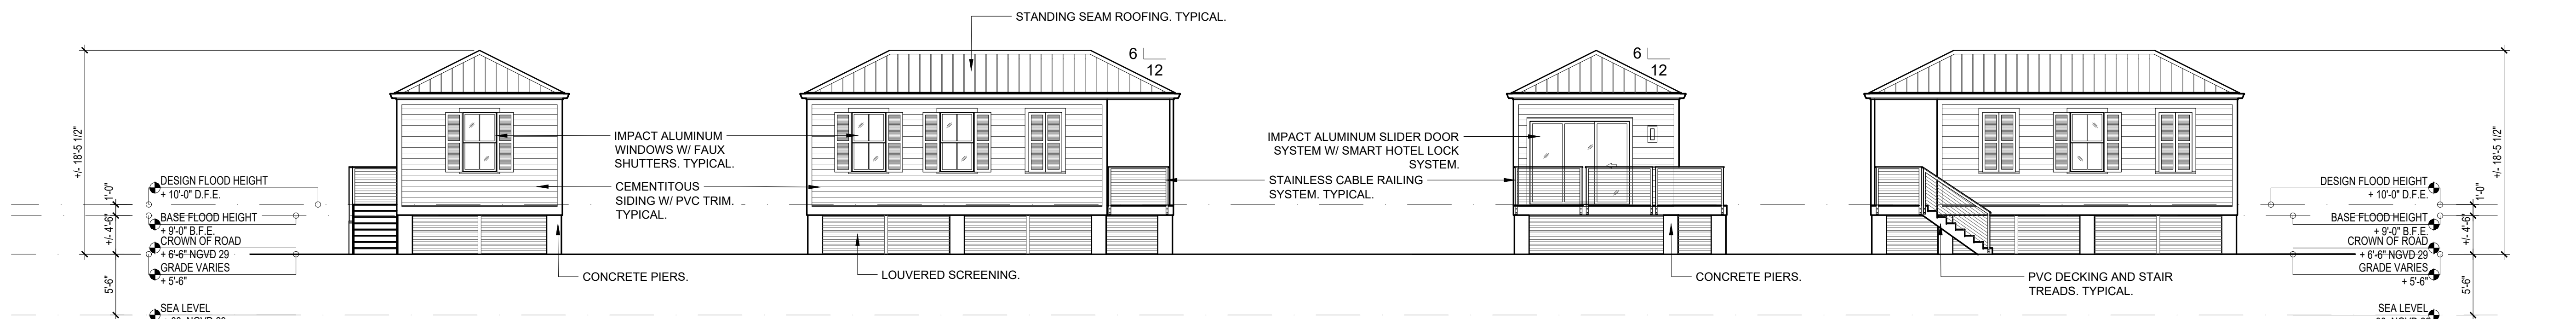 STANDING SEAM ROOFING. TYPICAL.
6
12
6
12
+/- 18'-5 1/2"
IMPACT ALUMINUM
WINDOWS W/ FAUX
SHUTTERS. TYPICAL.
CEMENTITOUS
SIDING W/ PVC TRIM.
TYPICAL.
IMPACT ALUMINUM SLIDER DOOR
SYSTEM W/ SMART HOTEL LOCK
SYSTEM.
STAINLESS CABLE RAILING
SYSTEM. TYPICAL.
+/- 18'-5 1/2"
1'-0"
DESIGN FLOOD HEIGHT
+ 10'-0" D.F.E.
+/- 4'-6"
BASE FLOOD HEIGHT
+ 9'-0" B.F.E.
CROWN OF ROAD
+ 6'-6" NGVD 29
GRADE VARIES
+ 5'-6"
5'-6"
SEA LEVEL
CONCRETE PIERS.
LOUVERED SCREENING.
CONCRETE PIERS.
PVC DECKING AND STAIR
TREADS. TYPICAL.
DESIGN FLOOD HEIGHT
+ 10'-0" D.F.E.
1'-0"
BASE FLOOD HEIGHT
+ 9'-0" B.F.E.
+/- 4'-6"
CROWN OF ROAD
+ 6'-6" NGVD 29
GRADE VARIES
+ 5'-6"
5'-6"
SEA LEVEL